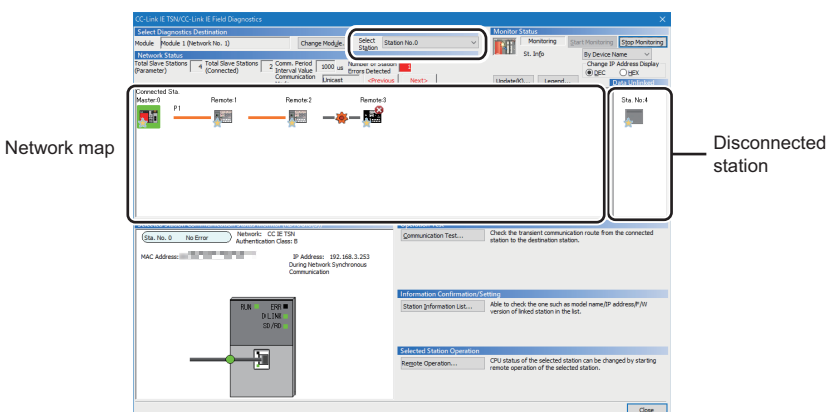 CC-Link IE TSN/CC-Link IE Field Diagnostics
Select Diagnostics Destination
Monitor Status
Module Module 1 (Network No. 1)
Change Module...
Select Station
Station No.0
Monitoring
Start Monitoring
Stop Monitoring
Network Status
St. Info
By Device Name
Total Slave Stations (Parameter)
4
Total Slave Stations (Connected)
2
Comm. Period Interval Value
1000 us
Number of Station Errors Detected
Change IP Address Display
DEC
HEX
Communication
Unicast
<Previous
Next>
Update(X)...
Legend...
Data Unlinked
Connected Sta.
Master:0
P1
Remote:1
Remote:2
Remote:3
Sta. No.4
Network map
Disconnected
station
Sta. No. 0 No Error
Network: CC IE TSN
Authentication Class: B
MAC Address:
IP Address: 192.168.3.253
During Network Synchronous
Communication
RUN
ERR
D LINK
SD/RD
Communication Test...
Check the transient communication route from the connected
station to the destination station.
Information Confirmation/Setting
Station Information List...
Able to check the one such as model name/IP address/F/W
version of linked station in the list.
Selected Station Operation
Remote Operation...
CPU status of the selected station can be changed by starting
remote operation of the selected station.
Close